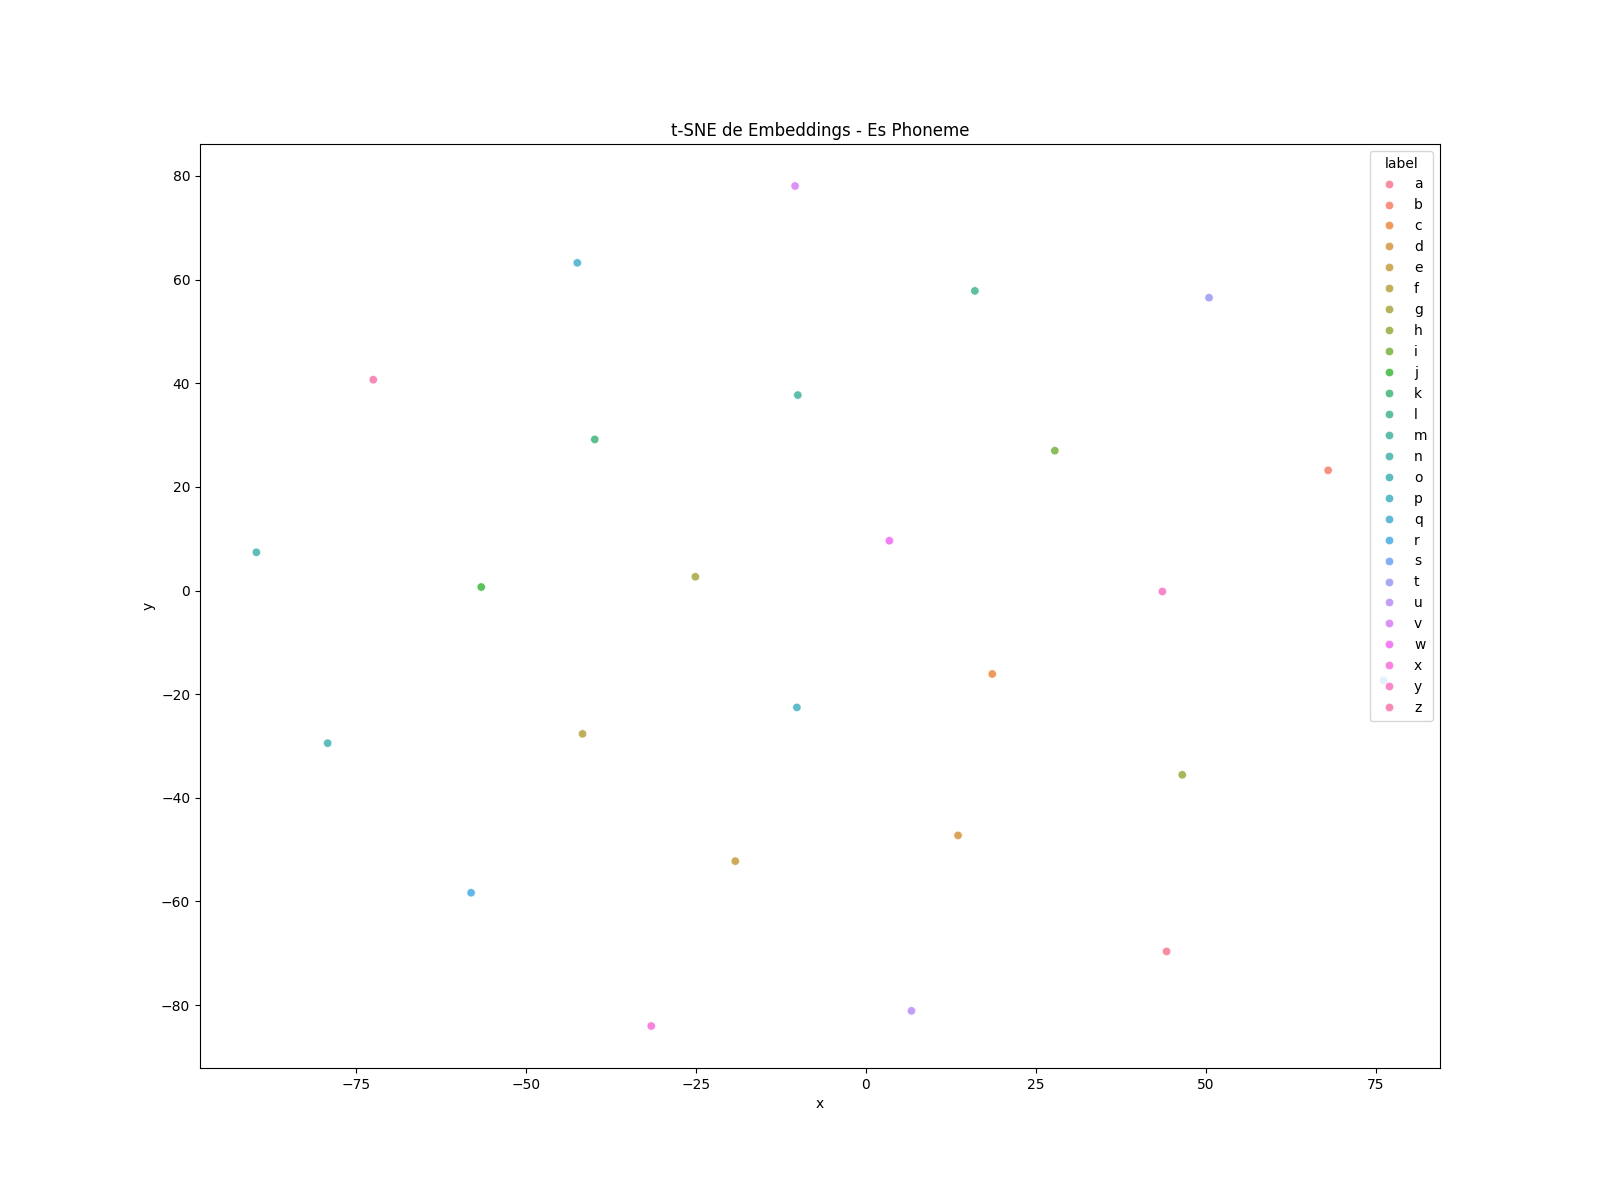 t-SNE de Embeddings - Es Phoneme
label
a
b
c
d
e
f
g
h
i
j
k
l
m
n
o
p
q
r
s
t
u
v
w
x
y
z
80
60
40
20
0
−20
−40
−60
−80
y
−75 −50 −25 0 25 50 75
x